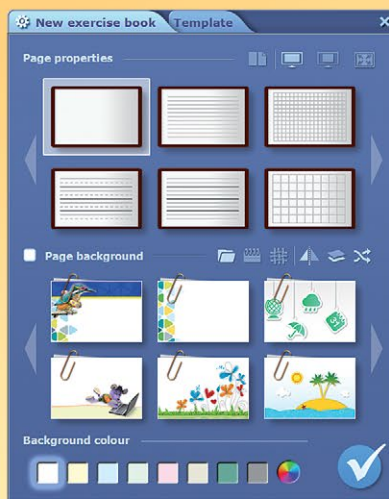 New exercise book Template
Page properties
Page background
Background colour